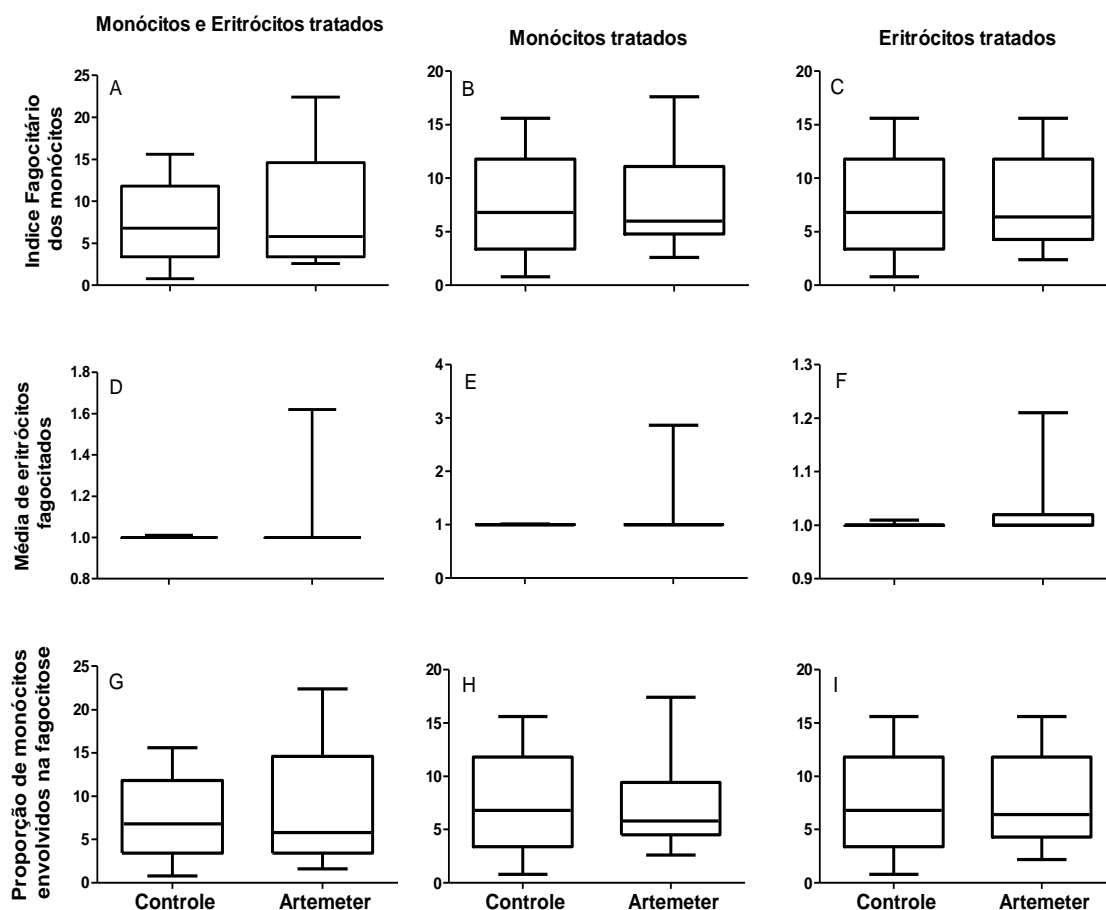 Monócitos e Eritrócitos tratados
Monócitos tratados
Eritrócitos tratados
Indice Fagocitário
dos monócitos
A
25
20
15
10
5
0
B
20
15
10
5
0
C
20
15
10
5
0
Média de eritrócitos
fagocitados
D
1.8
1.6
1.4
1.2
1.0
0.8
E
4
3
2
1
0
F
1.3
1.2
1.1
1.0
0.9
Proporção de monócitos
envolvidos na fagocitose
G
25
20
15
10
5
0
H
20
15
10
5
0
I
20
15
10
5
0
Controle
Artemeter
Controle
Artemeter
Controle
Artemeter